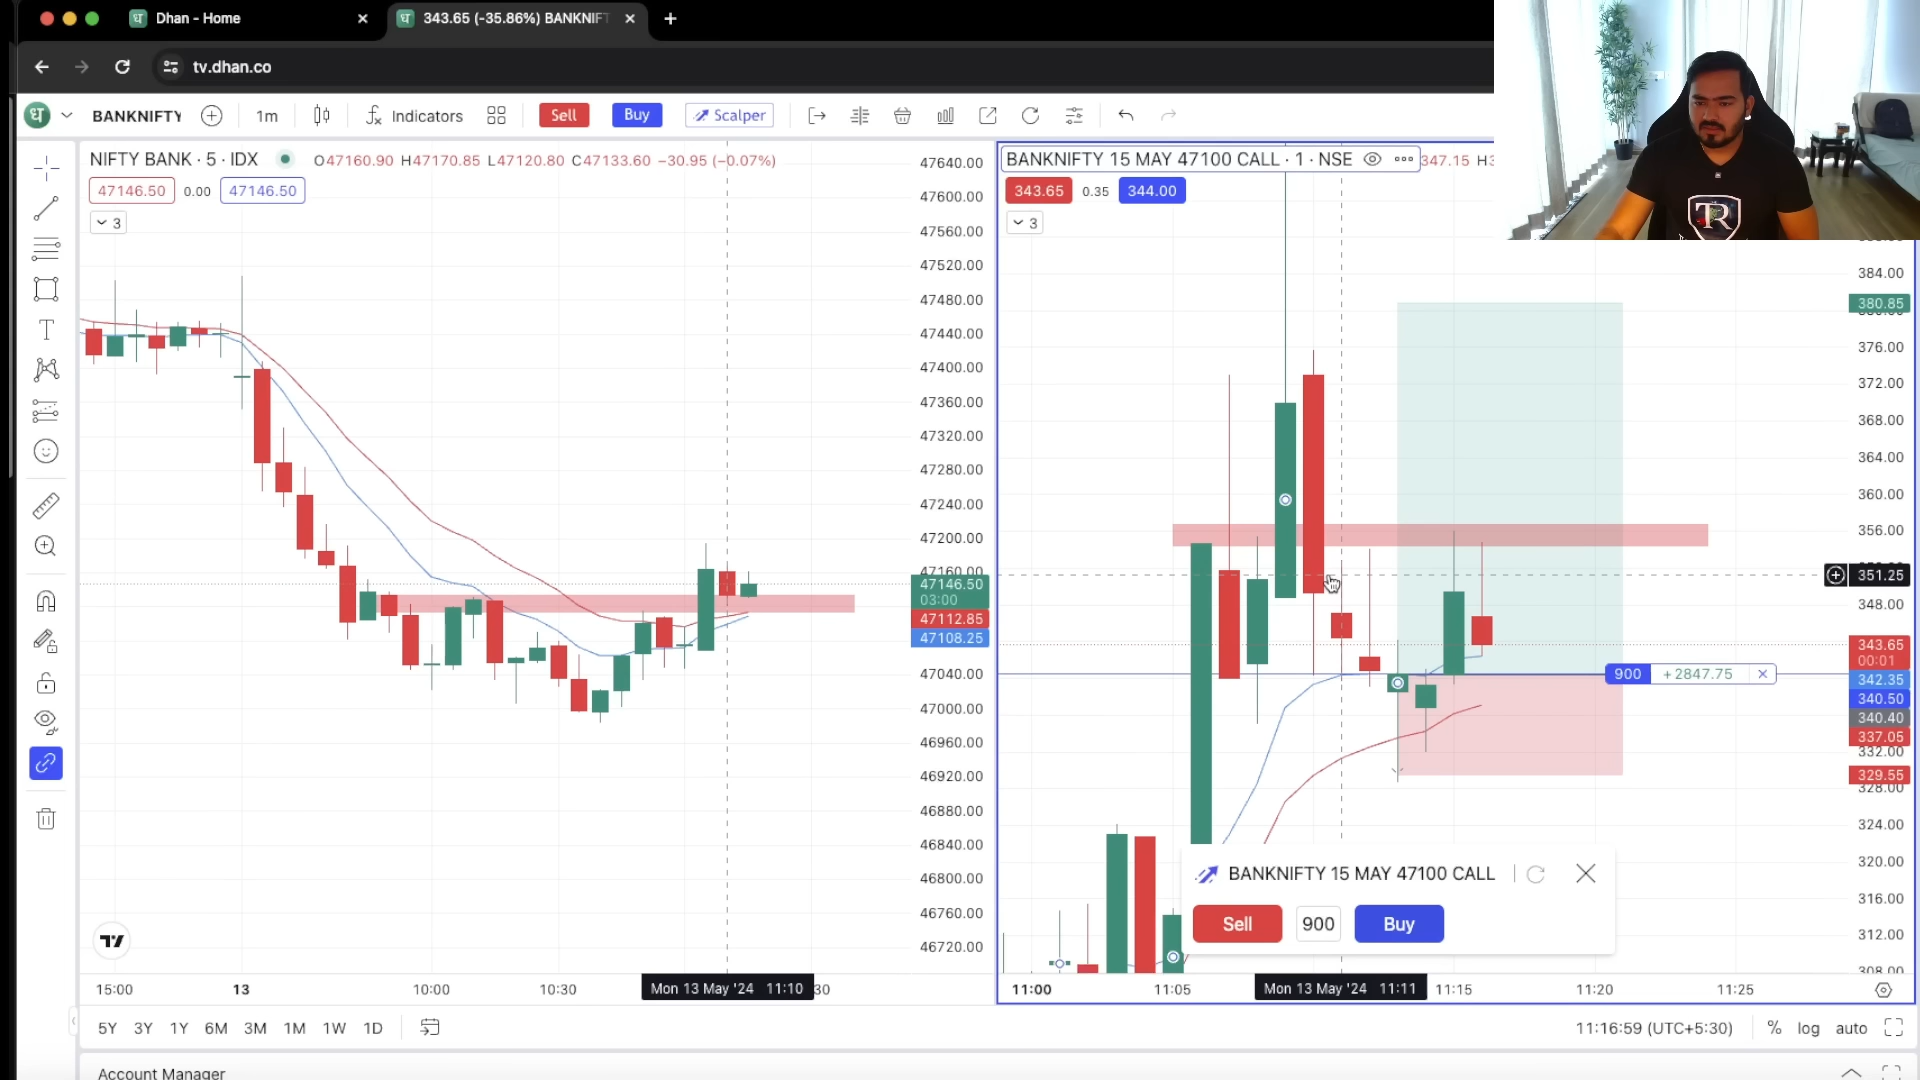 Dhan - Home
343.65 (-35.86%) BANKNIFT
tv.dhan.co
BANKNIFTY
1m
Indicators
Sell
Buy
Scalper
NIFTY BANK · 5 · IDX
O47160.90 H47170.85 L47120.80 C47133.60 −30.95 (−0.07%)
47146.50 0.00 47146.50
3
47640.00
47600.00
47560.00
47520.00
47480.00
47440.00
47400.00
47360.00
47320.00
47280.00
47240.00
47200.00
47160.00
47146.50
03:00
47112.85
47108.25
47040.00
47000.00
46960.00
46920.00
46880.00
46840.00
46800.00
46760.00
46720.00
15:00 13 10:00 10:30 Mon 13 May '24 11:10 30
BANKNIFTY 15 MAY 47100 CALL · 1 · NSE
347.15
343.65 0.35 344.00
3
TR
384.00
380.85
376.00
372.00
368.00
364.00
360.00
356.00
351.25
348.00
343.65
00:01
342.35
340.50
340.40
337.05
332.00
329.55
328.00
324.00
320.00
316.00
312.00
308.00
900 +2847.75
BANKNIFTY 15 MAY 47100 CALL
Sell 900 Buy
11:00 11:05 Mon 13 May '24 11:11 11:15 11:20 11:25
5Y 3Y 1Y 6M 3M 1M 1W 1D
11:16:59 (UTC+5:30) % log auto
Account Manager